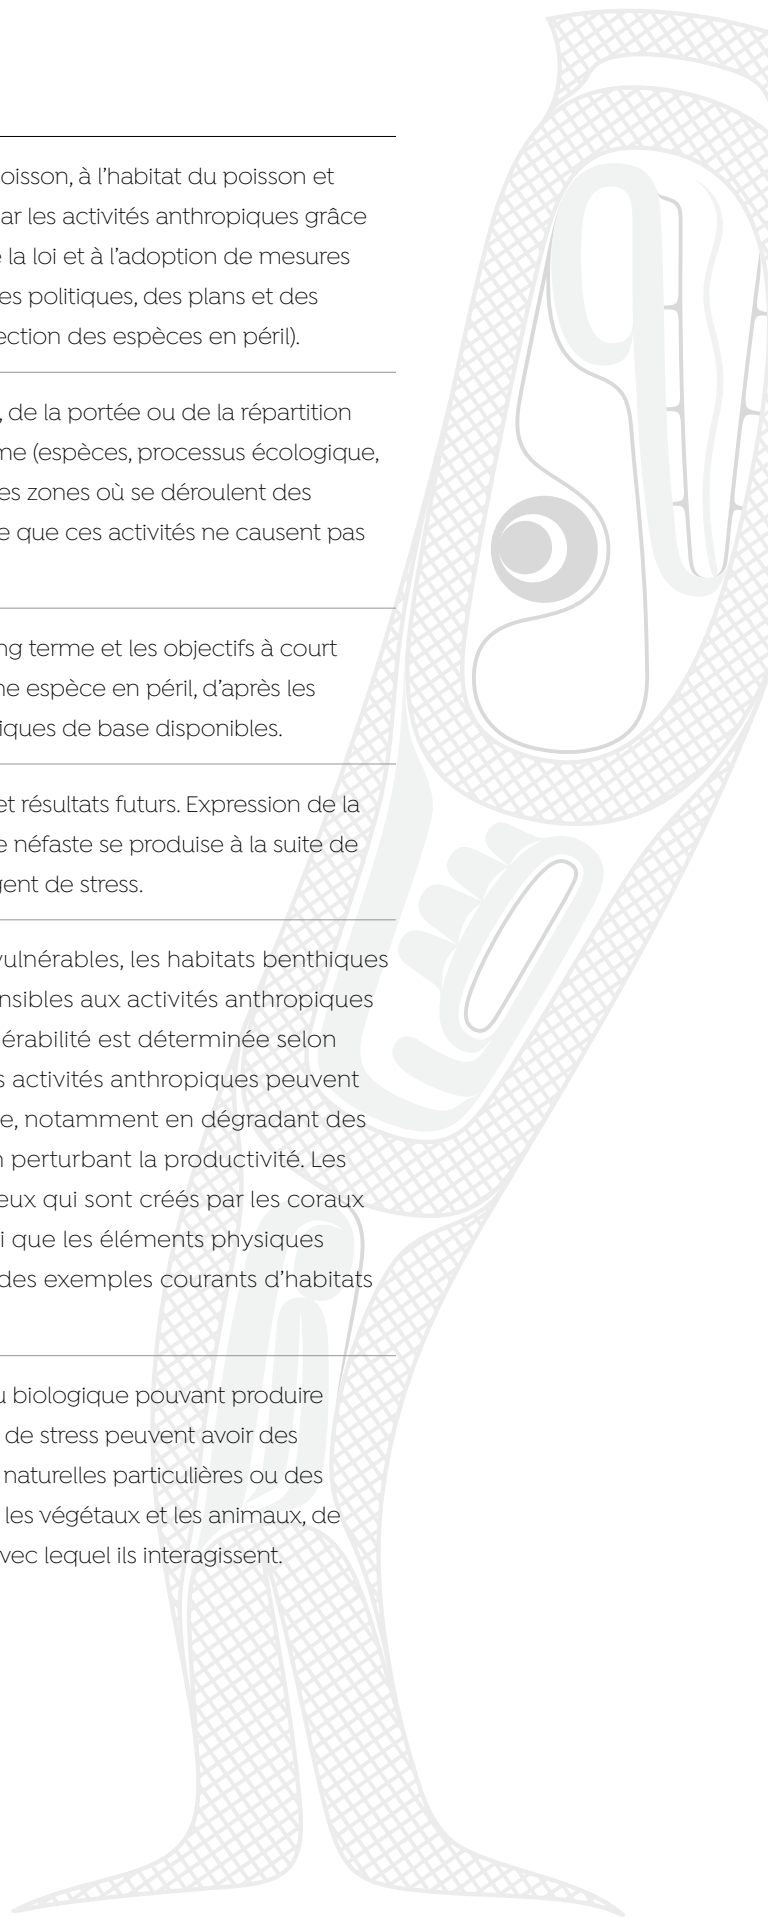 oisson, à l’habitat du poisson et
ar les activités anthropiques grâce
la loi et à l’adoption de mesures
es politiques, des plans et des
ection des espèces en péril).
, de la portée ou de la répartition
me (espèces, processus écologique,
es zones où se déroulent des
e que ces activités ne causent pas
ng terme et les objectifs à court
ne espèce en péril, d’après les
iques de base disponibles.
et résultats futurs. Expression de la
e néfaste se produise à la suite de
gent de stress.
vulnérables, les habitats benthiques
nsibles aux activités anthropiques
érabilité est déterminée selon
s activités anthropiques peuvent
e, notamment en dégradant des
n perturbant la productivité. Les
eux qui sont créés par les coraux
i que les éléments physiques
des exemples courants d’habitats
u biologique pouvant produire
de stress peuvent avoir des
naturelles particulières ou des
les végétaux et les animaux, de
vec lequel ils interagissent.